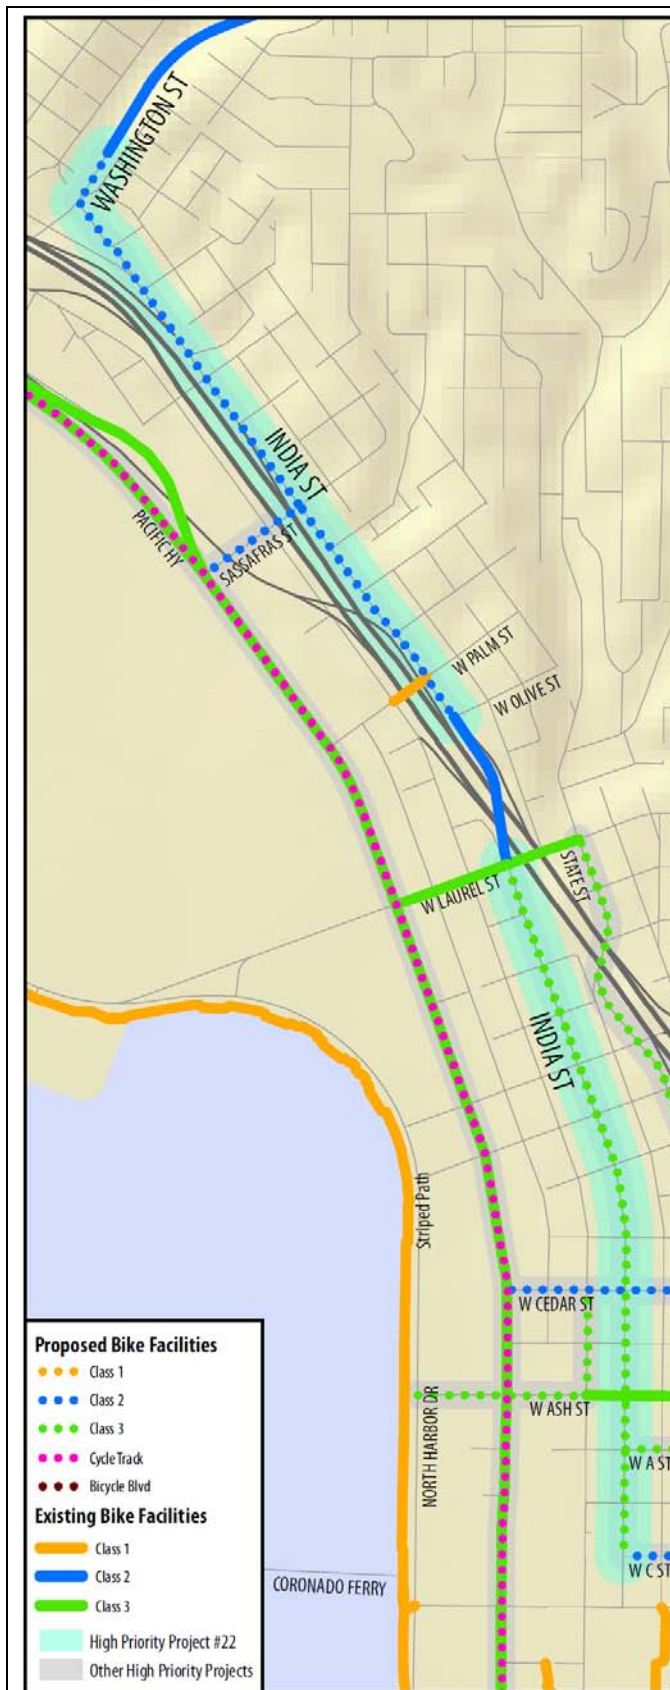 WASHINGTON ST
INDIA ST
PACIFIC HY
SASSAFRAS ST
W PALM ST
W OLIVE ST
STATE ST
W LAUREL ST
INDIA ST
Striped Path
W CEDAR ST
NORTH HARBOR DR
W ASH ST
W A ST
W C ST
CORONADO FERRY
Proposed Bike Facilities
Class 1
Class 2
Class 3
Cycle Track
Bicycle Blvd
Existing Bike Facilities
Class 1
Class 2
Class 3
High Priority Project #22
Other High Priority Projects